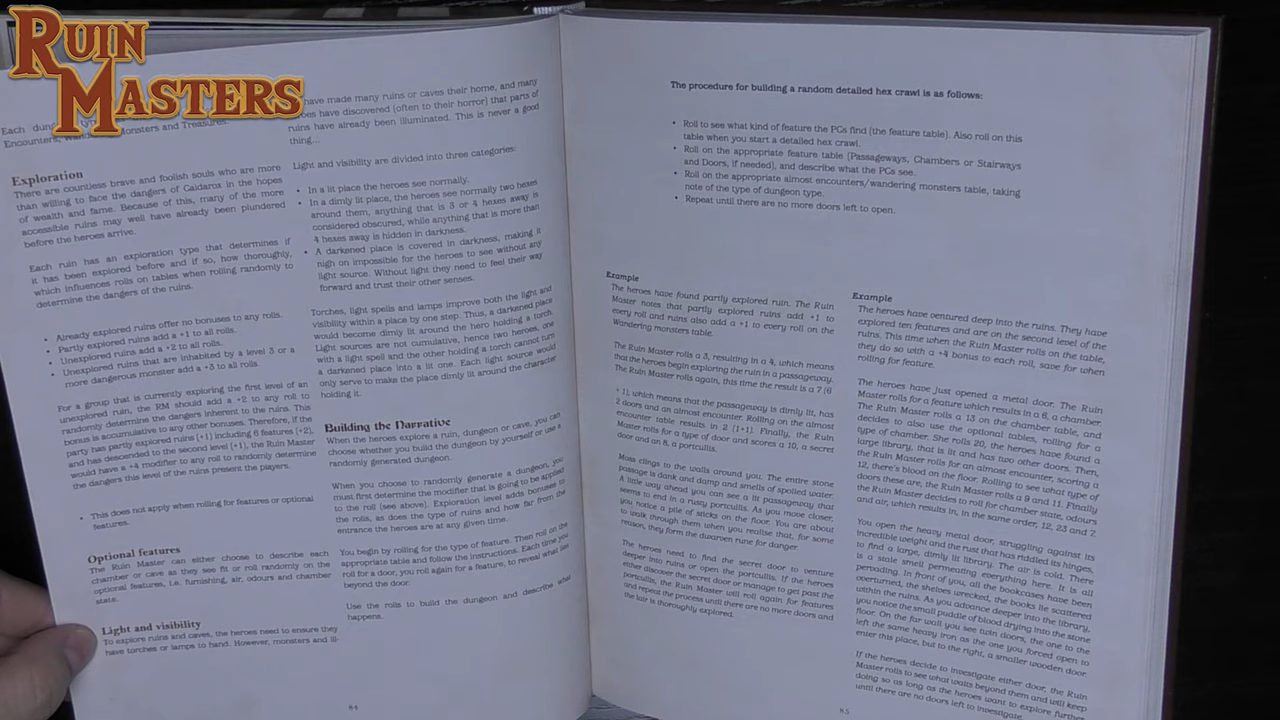 RUIN
MASTERS
Each dun
Encounters,
Monsters and Treasures.
Exploration
There are countless brave and foolish souls who are more
than willing to face the dangers of Caldarox in the hopes
of wealth and fame. Because of this, many of the more
accessible ruins may well have already been plundered
before the heroes arrive.
Each ruin has an exploration type that determines if
it has been explored before and if so, how thoroughly,
which influences rolls on tables when rolling randomly to
determine the dangers of the ruins.
• Already explored ruins offer no bonuses to any rolls.
• Partly explored ruins add a +1 to all rolls.
• Unexplored ruins add a +2 to all rolls.
• Unexplored ruins that are inhabited by a level 3 or a
more dangerous monster add a +3 to all rolls.
For a group that is currently exploring the first level of an
unexplored ruin, the RM should add a +2 to any roll to
randomly determine the dangers inherent to the ruins. This
bonus is accumulative to any other bonuses. Therefore, if the
party has partly explored ruins (+1) including 6 features (+2),
and has descended to the second level (+1), the Ruin Master
would have a +4 modifier to any roll to randomly determine
the dangers this level of the ruins present the players.
• This does not apply when rolling for features or optional
features.
Optional features
The Ruin Master can either choose to describe each
chamber or cave as they see fit or roll randomly on the
optional features, i.e. furnishing, air, odours and chamber
state.
Light and visibility
To explore ruins and caves, the heroes need to ensure they
have torches or lamps to hand. However, monsters and ill-
have made many ruins or caves their home, and many
oes have discovered (often to their horror) that parts of
ruins have already been illuminated. This is never a good
thing...
Light and visibility are divided into three categories:
• In a lit place the heroes see normally.
• In a dimly lit place, the heroes see normally two hexes
around them, anything that is 3 or 4 hexes away is
considered obscured, while anything that is more than
4 hexes away is hidden in darkness.
• A darkened place is covered in darkness, making it
nigh on impossible for the heroes to see without any
light source. Without light they need to feel their way
forward and trust their other senses.
Torches, light spells and lamps improve both the light and
visibility within a place by one step. Thus, a darkened place
would become dimly lit around the hero holding a torch.
Light sources are not cumulative, hence two heroes, one
with a light spell and the other holding a torch cannot turn
a darkened place into a lit one. Each light source would
only serve to make the place dimly lit around the character
holding it.
Building the Narrative
When the heroes explore a ruin, dungeon or cave, you can
choose whether you build the dungeon by yourself or use a
randomly generated dungeon.
When you choose to randomly generate a dungeon, you
must first determine the modifier that is going to be applied
to the roll (see above). Exploration level adds bonuses to
the rolls, as does the type of ruins and how far from the
entrance the heroes are at any given time.
You begin by rolling for the type of feature. Then roll on the
appropriate table and follow the instructions. Each time you
roll for a door, you roll again for a feature, to reveal what lies
beyond the door.
Use the rolls to build the dungeon and describe what
happens.
84
The procedure for building a random detailed hex crawl is as follows:
• Roll to see what kind of feature the PCs find (the feature table). Also roll on this
table when you start a detailed hex crawl.
• Roll on the appropriate feature table (Passageways, Chambers or Stairways
and Doors, if needed), and describe what the PCs see.
• Roll on the appropriate almost encounters/wandering monsters table, taking
note of the type of dungeon type.
• Repeat until there are no more doors left to open.
Example
The heroes have found partly explored ruin. The Ruin
Master notes that partly explored ruins add +1 to
every roll and ruins also add a +1 to every roll on the
Wandering monsters table.
The Ruin Master rolls a 3, resulting in a 4, which means
that the heroes begin exploring the ruin in a passageway.
The Ruin Master rolls again, this time the result is a 7 (6
+ 1), which means that the passageway is dimly lit, has
2 doors and an almost encounter. Rolling on the almost
encounter table results in 2 (1+1). Finally, the Ruin
Master rolls for a type of door and scores a 10, a secret
door and an 8, a portcullis.
Moss clings to the walls around you. The entire stone
passage is dank and damp and smells of spoiled water.
A little way ahead you can see a lit passageway that
seems to end in a rusty portcullis. As you move closer,
you notice a pile of sticks on the floor. You are about
to walk through them when you realise that, for some
reason, they form the dwarven rune for danger.
The heroes need to find the secret door to venture
deeper into ruins or open the portcullis. If the heroes
either discover the secret door or manage to get past the
portcullis, the Ruin Master will roll again for features
and repeat the process until there are no more doors and
the lair is thoroughly explored.
Example
The heroes have ventured deep into the ruins. They have
explored ten features and are on the second level of the
ruins. This time when the Ruin Master rolls on the table,
they do so with a +4 bonus to each roll, save for when
rolling for feature.
The heroes have just opened a metal door. The Ruin
Master rolls for a feature which results in a 6, a chamber.
The Ruin Master rolls a 13 on the chamber table, and
decides to also use the optional tables, rolling for a
type of chamber. She rolls 20, the heroes have found a
large library, that is lit and has two other doors. Then,
the Ruin Master rolls for an almost encounter, scoring a
12, there's blood on the floor. Rolling to see what type of
doors these are, the Ruin Master rolls a 9 and 11. Finally
the Ruin Master decides to roll for chamber state, odours
and air, which results in, in the same order, 12, 23 and 2.
You open the heavy metal door, struggling against its
incredible weight and the rust that has riddled its hinges,
to find a large, dimly lit library. The air is cold. There
is a stale smell permeating everything here. It is all
pervading. In front of you, all the bookcases have been
overturned, the shelves wrecked, the books lie scattered
within the ruins. As you advance deeper into the library,
you notice the small puddle of blood drying into the stone
floor. On the far wall you see twin doors, the one to the
left the same heavy iron as the one you forced open to
enter this place, but to the right, a smaller wooden door.
If the heroes decide to investigate either door, the Ruin
Master rolls to see what waits beyond them and will keep
doing so as long as the heroes want to explore further
until there are no doors left to investigate.
85